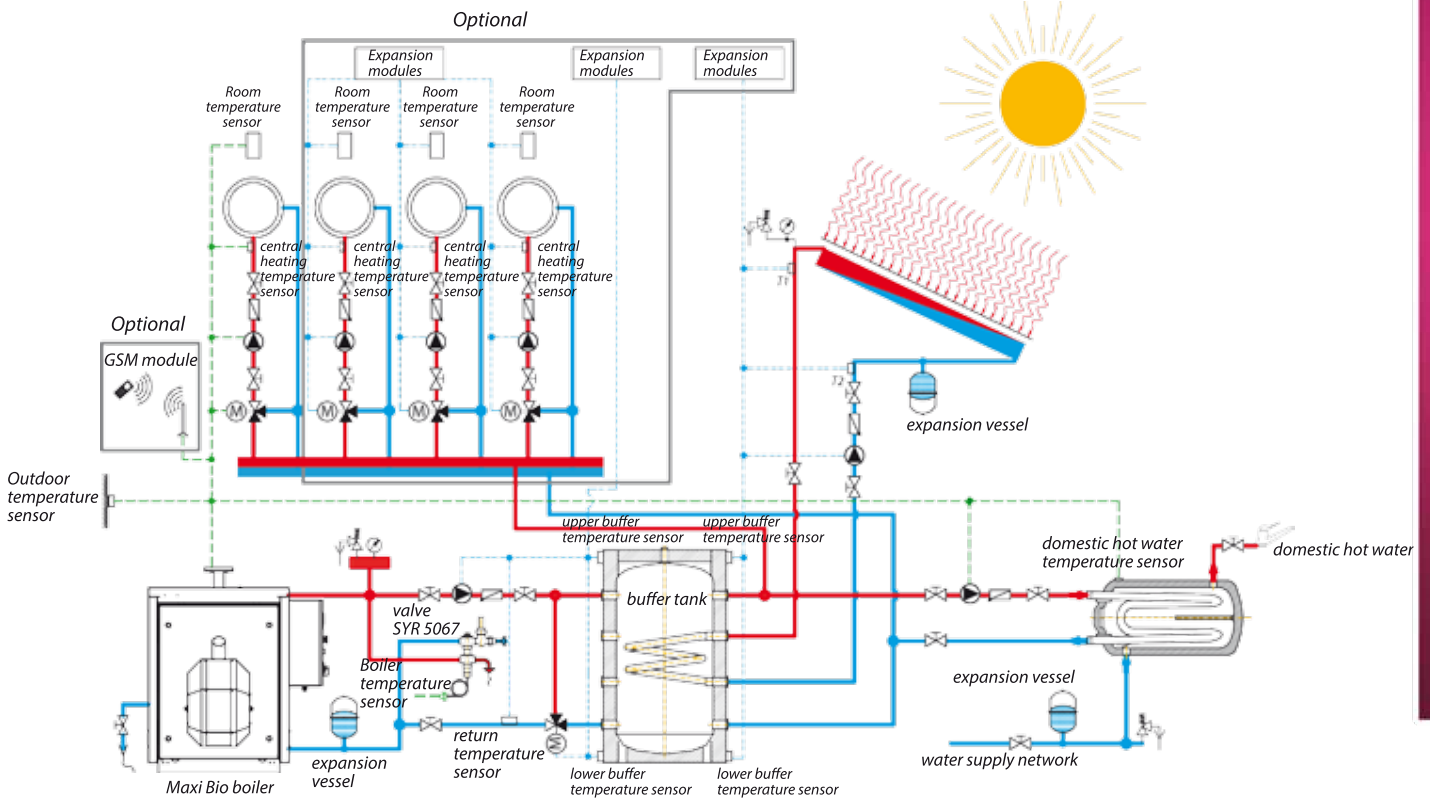 Optional
Expansion
modules
Expansion
modules
Expansion
modules
Room
temperature
sensor
Room
temperature
sensor
Room
temperature
sensor
Room
temperature
sensor
central
heating
temperature
sensor
central
heating
temperature
sensor
central
heating
temperature
sensor
central
heating
temperature
sensor
T1
Optional
GSM module
T2
M
M
M
M
expansion vessel
Outdoor
temperature
sensor
upper buffer
temperature sensor
upper buffer
temperature sensor
domestic hot water
temperature sensor
domestic hot water
buffer tank
valve
SYR 5067
Boiler
temperature
sensor
expansion vessel
return
temperature
sensor
M
expansion
vessel
water supply network
Maxi Bio boiler
lower buffer
temperature sensor
lower buffer
temperature sensor